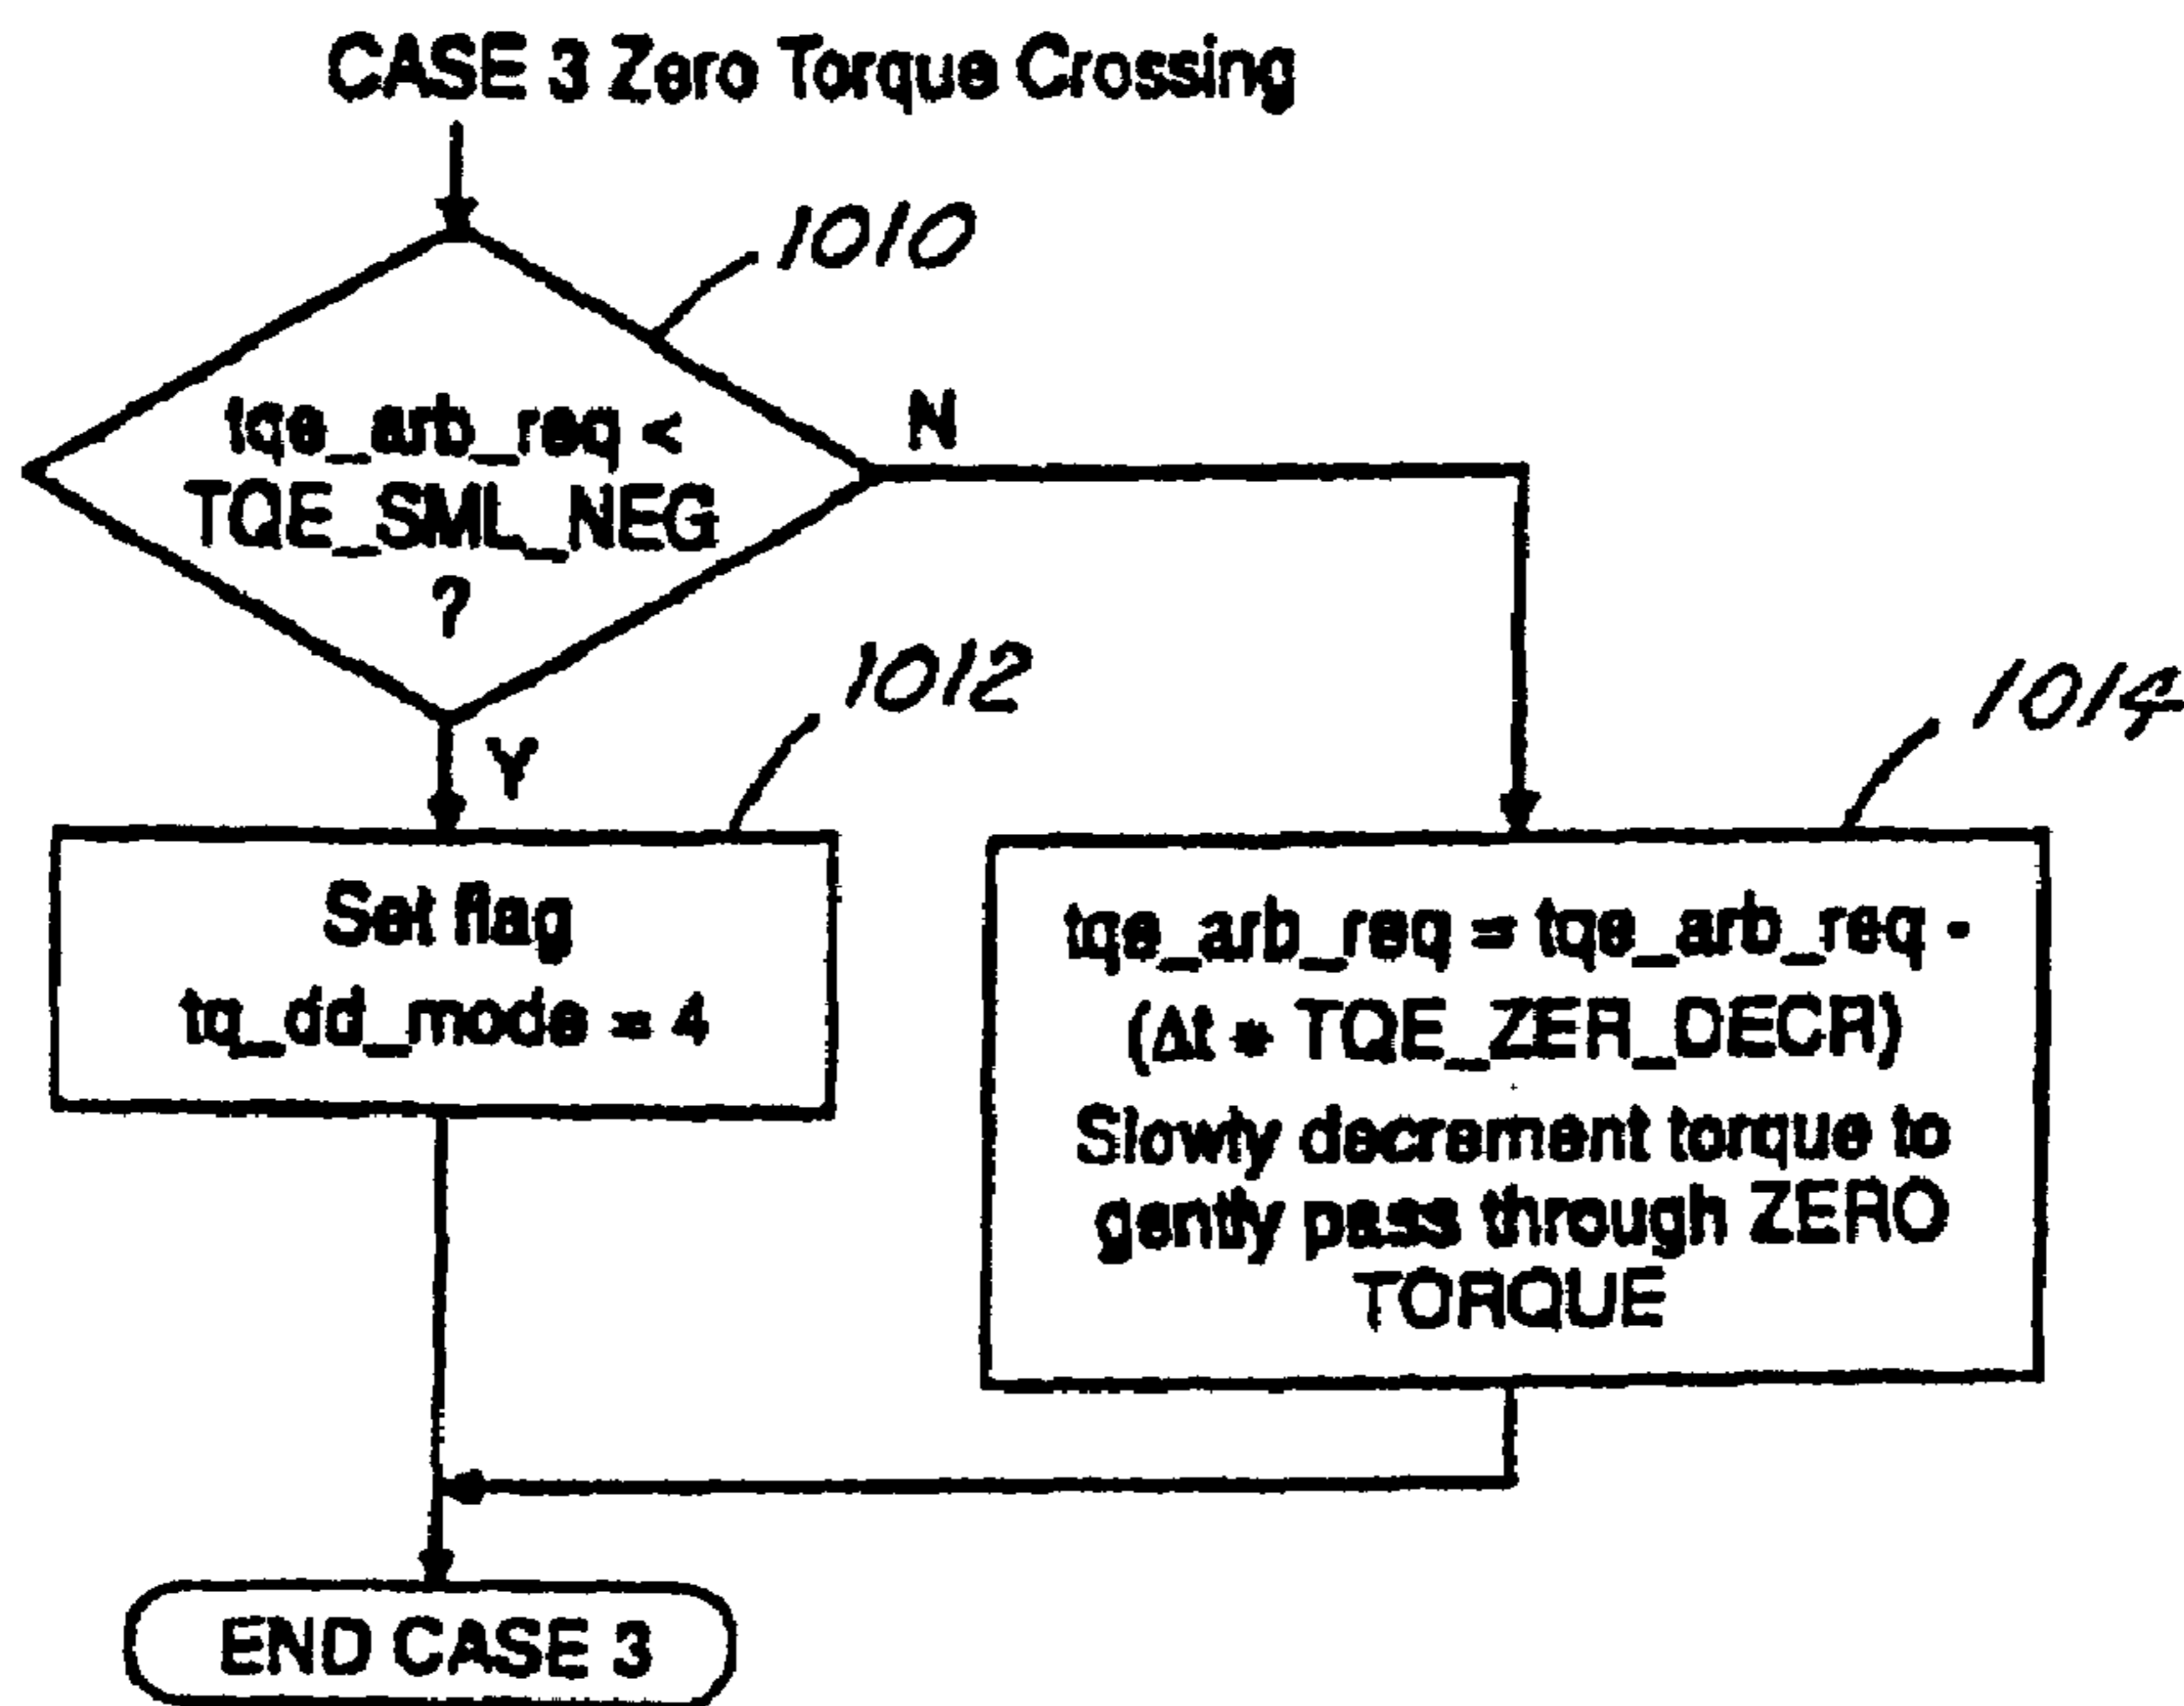 CASE 3 Zero Torque Crossing
1010
tqe_arb_req <
TQE_SML_NEG
?
N
Y
1012
1014
Set flag
tq_dd_mode = 4
tqe_arb_req = tqe_arb_req -
(Δt * TQE_ZER_DECR)
Slowly decrement torque to
gently pass through ZERO
TORQUE
END CASE 3